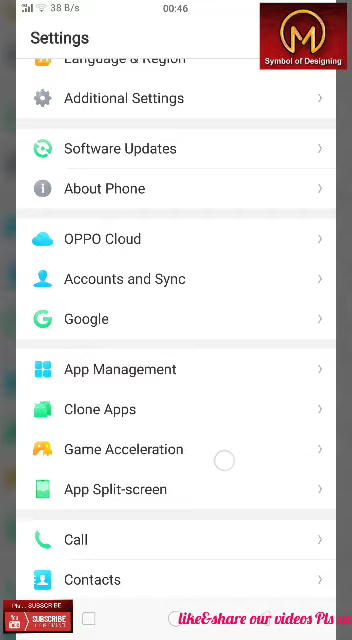 38 B/s
00:46
Settings
Symbol of Designing
Language & Region
Additional Settings
Software Updates
About Phone
OPPO Cloud
Accounts and Sync
Google
App Management
Clone Apps
Game Acceleration
App Split-screen
Call
Contacts
SUBSCRIBE
SUBSCRIBE
like&share our videos Pls su